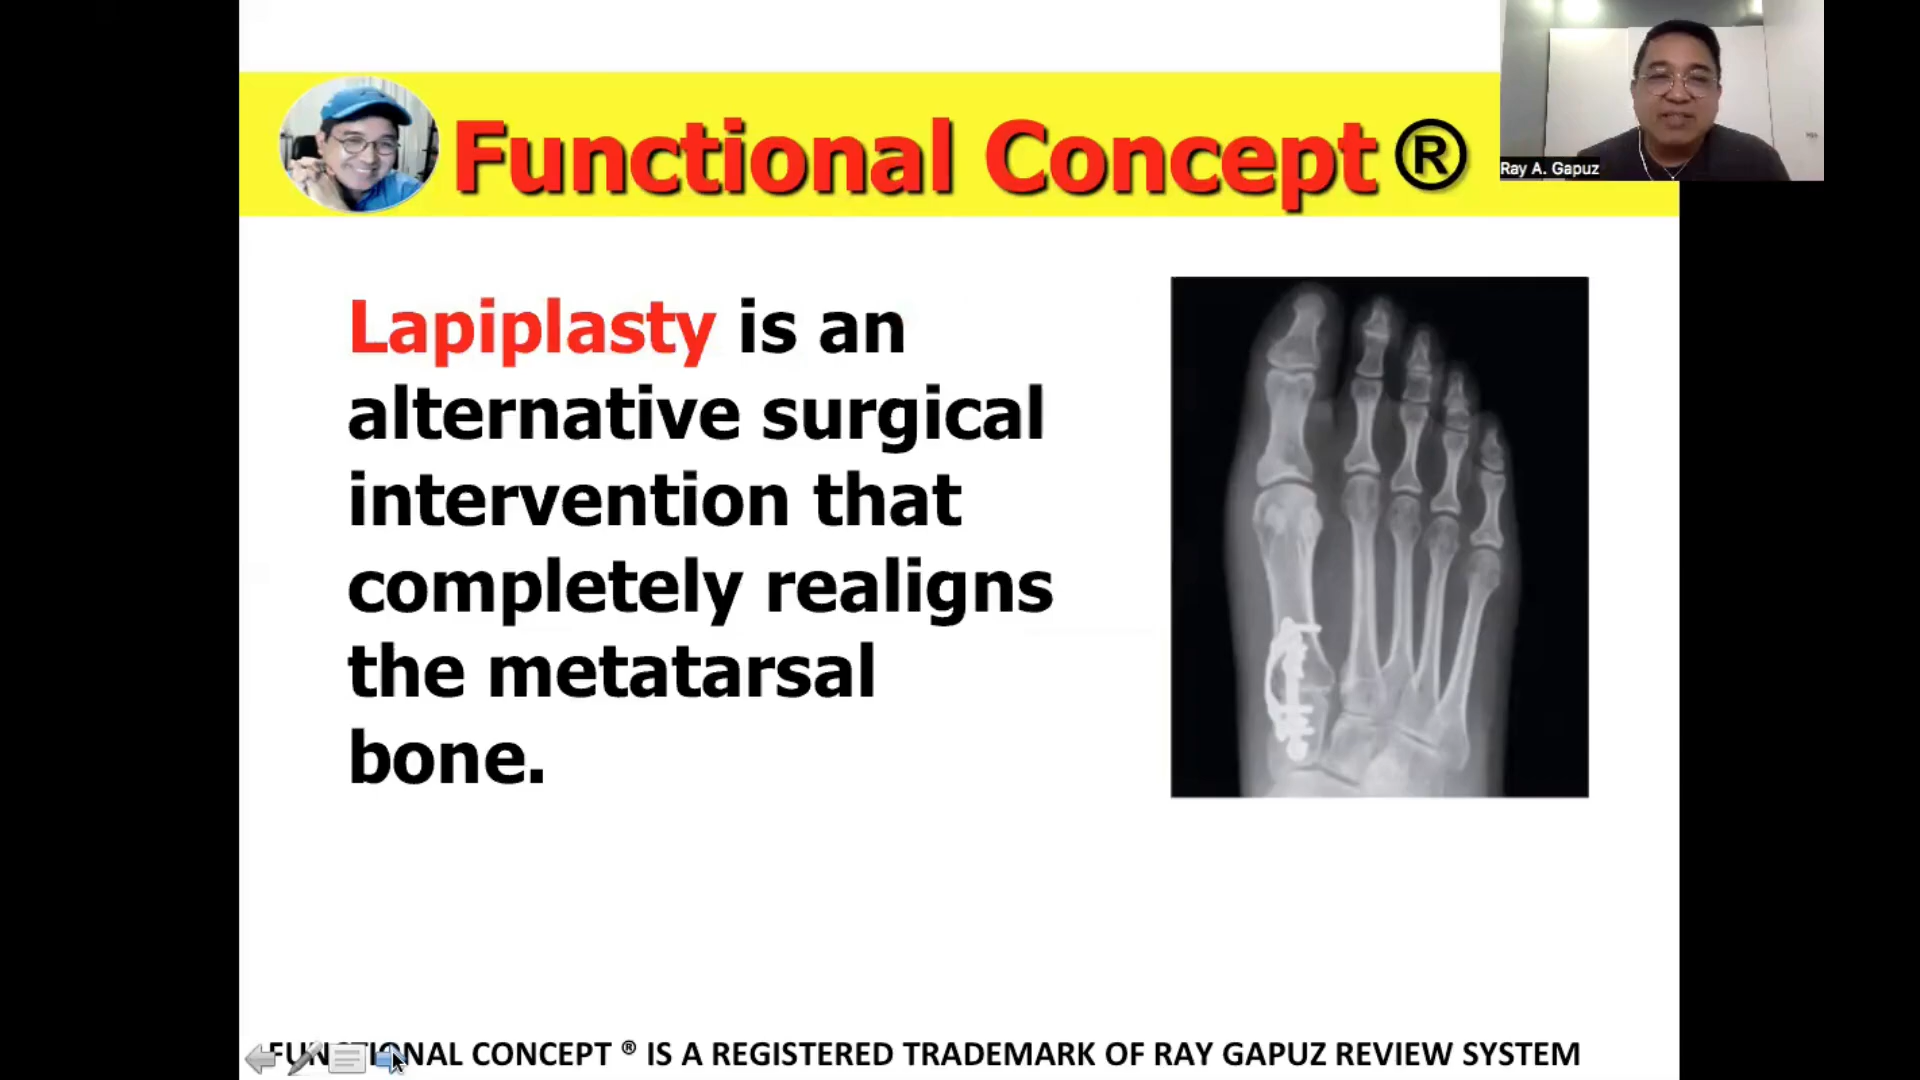 Functional Concept ®
Ray A. Gapuz
Lapiplasty is an
alternative surgical
intervention that
completely realigns
the metatarsal
bone.
FUNCTIONAL CONCEPT ® IS A REGISTERED TRADEMARK OF RAY GAPUZ REVIEW SYSTEM